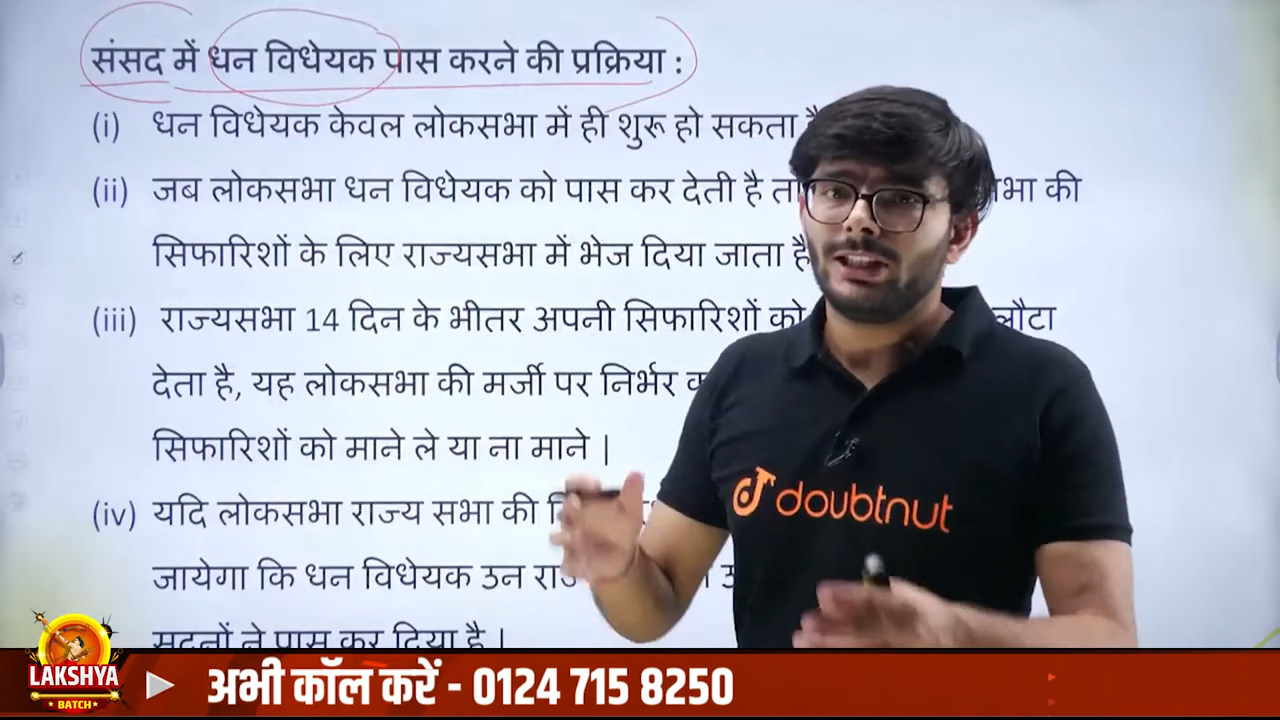 संसद में धन विधेयक पास करने की प्रक्रिया :
(i) धन विधेयक केवल लोकसभा में ही शुरू हो सकता
(ii) जब लोकसभा धन विधेयक को पास कर देती है की
सिफारिशों के लिए राज्यसभा में भेज दिया जाता है
(iii) राज्यसभा 14 दिन के भीतर अपनी सिफारिशों को लौटा
देता है, यह लोकसभा की मर्जी पर निर्भर
सिफारिशों को माने ले या ना माने |
(iv) यदि लोकसभा राज्य सभा की
जायेगा कि धन विधेयक उन
सदनों ने पास कर दिया है |
doubtnut
LAKSHYA
BATCH
अभी कॉल करें - 0124 715 8250